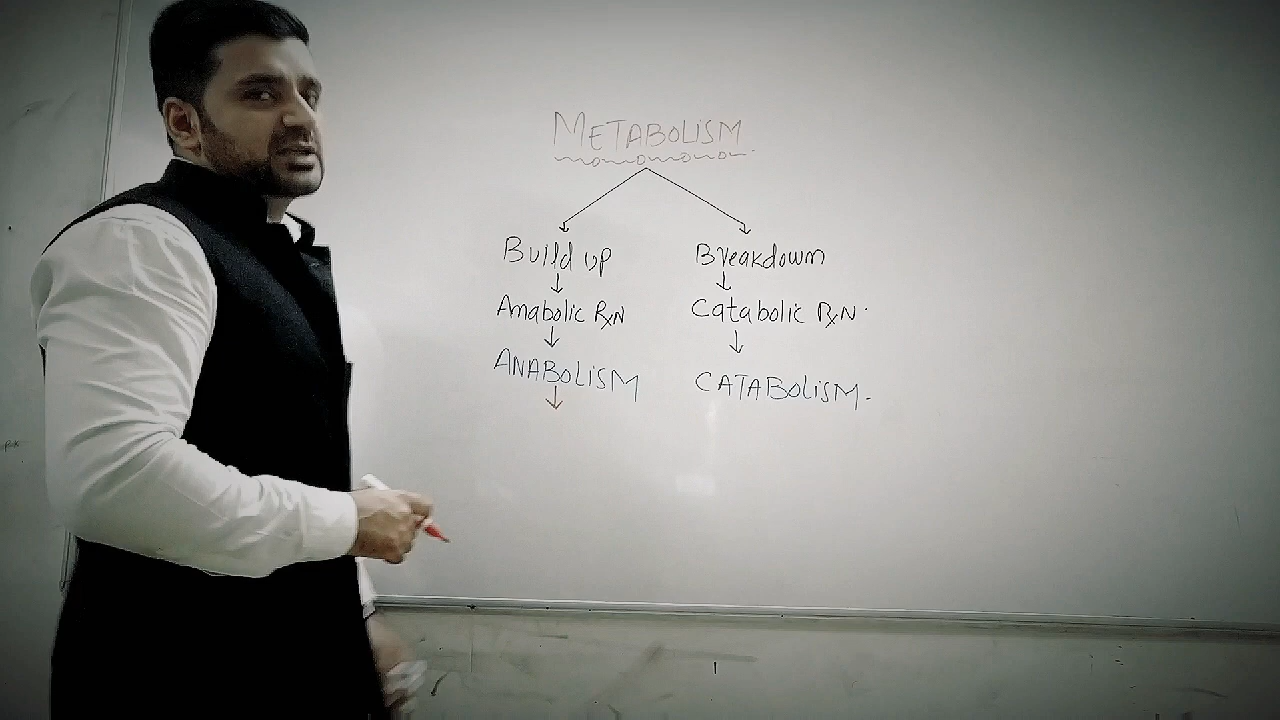 METABOLISM
Build up Breakdown
Anabolic RxN Catabolic RxN
ANABOLISM CATABOLISM.